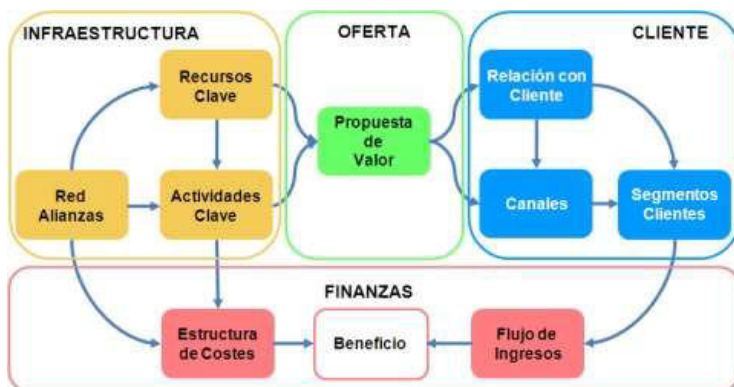 INFRAESTRUCTURA
OFERTA
CLIENTE
Recursos
Clave
Relación con
Cliente
Propuesta
de
Valor
Red
Alianzas
Actividades
Clave
Canales
Segmentos
Clientes
FINANZAS
Estructura
de Costes
Beneficio
Flujo de
Ingresos